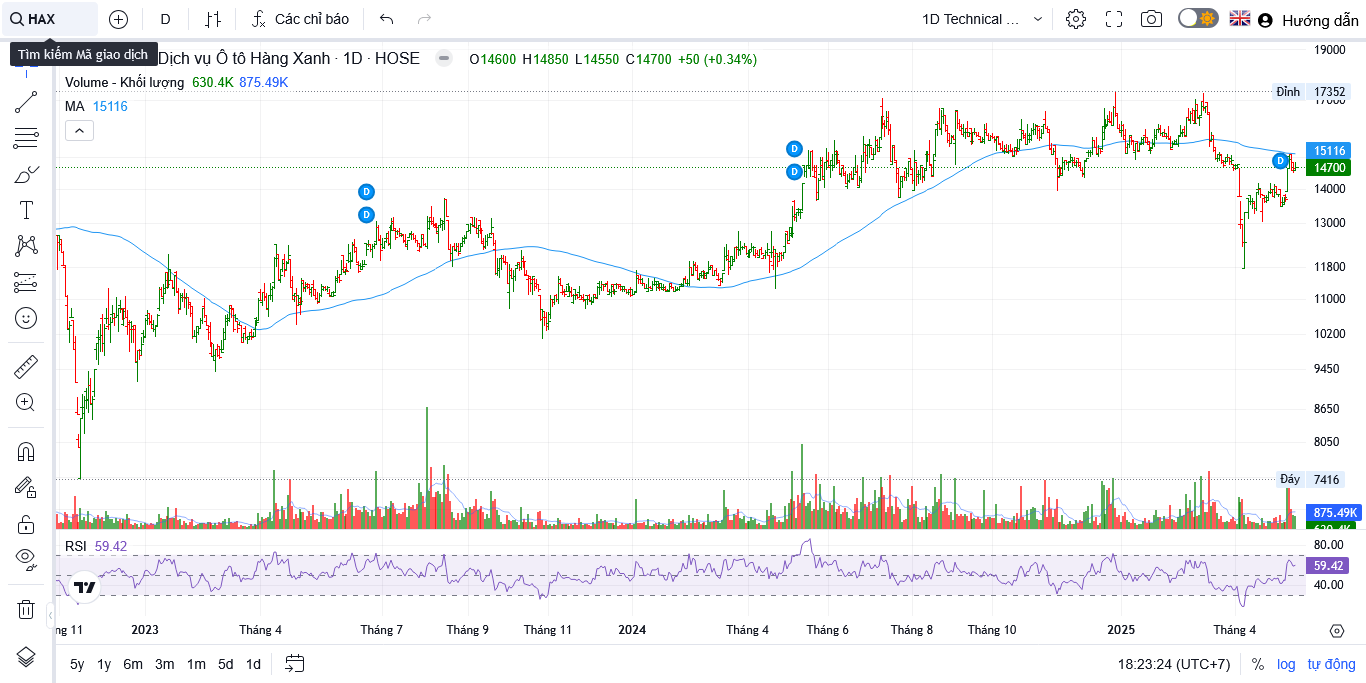 HAX
D
Các chỉ báo
1D Technical ...
Hướng dẫn
Tìm kiếm Mã giao dịch
Dịch vụ Ô tô Hàng Xanh · 1D · HOSE
O14600 H14850 L14550 C14700 +50 (+0.34%)
Volume - Khối lượng 630.4K 875.49K
MA 15116
19000
Đỉnh 17352
17000
D
D
D
D
D
15116
14700
14000
13000
11800
11000
10200
9450
8650
8050
Đáy 7416
875.49K
630.4K
RSI 59.42
80.00
59.42
40.00
ng 11 2023 Tháng 4 Tháng 7 Tháng 9 Tháng 11 2024 Tháng 4 Tháng 6 Tháng 8 Tháng 10 2025 Tháng 4
5y 1y 6m 3m 1m 5d 1d
18:23:24 (UTC+7) % log tự động